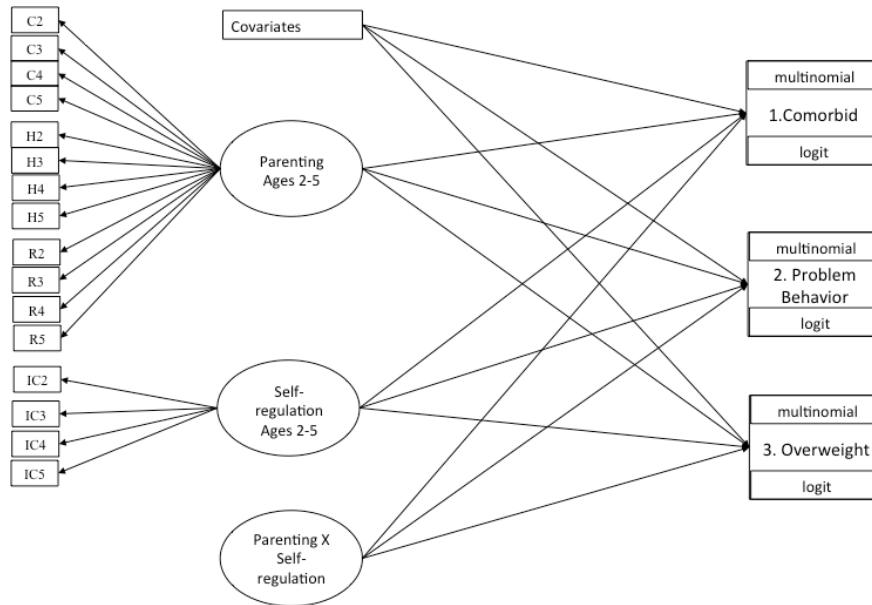 C2
C3
C4
C5
H2
H3
H4
H5
R2
R3
R4
R5
IC2
IC3
IC4
IC5
Covariates
Parenting
Ages 2-5
Self-
regulation
Ages 2-5
Parenting X
Self-
regulation
multinomial
1.Comorbid
logit
multinomial
2. Problem
Behavior
logit
multinomial
3. Overweight
logit